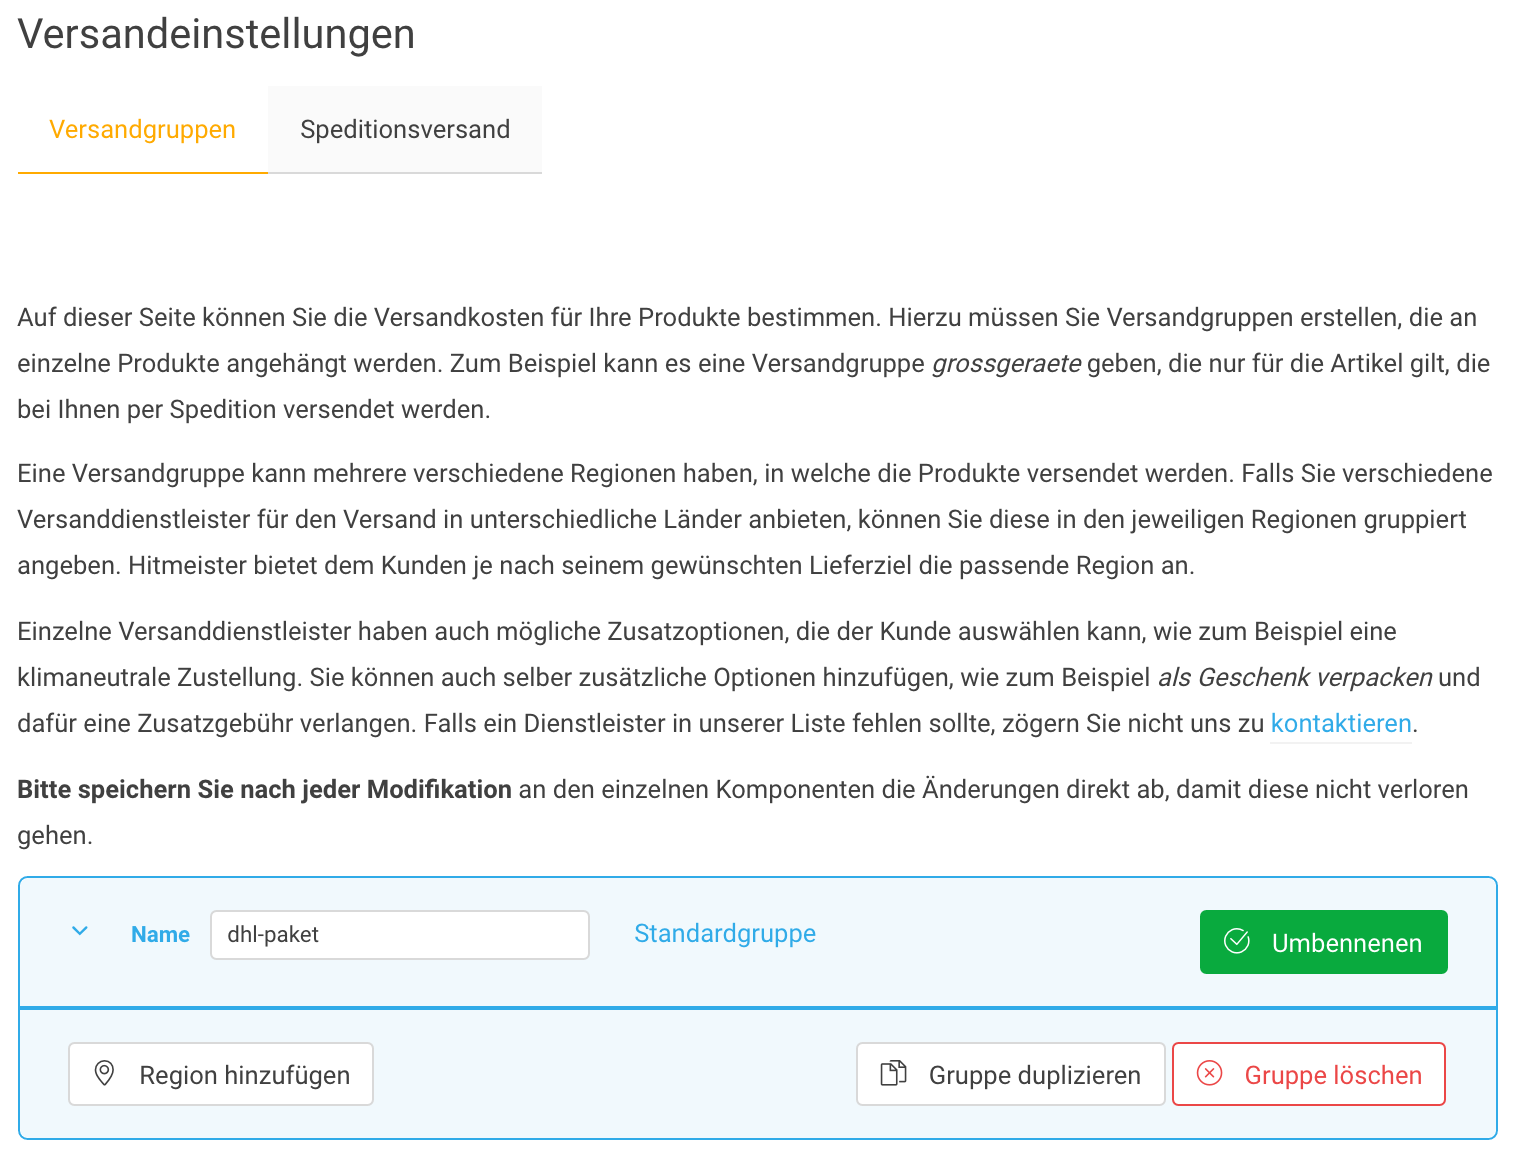 Versandeinstellungen
Versandgruppen
Speditionsversand
Auf dieser Seite können Sie die Versandkosten für Ihre Produkte bestimmen. Hierzu müssen Sie Versandgruppen erstellen, die an
einzelne Produkte angehängt werden. Zum Beispiel kann es eine Versandgruppe grossgeraete geben, die nur für die Artikel gilt, die
bei Ihnen per Spedition versendet werden.
Eine Versandgruppe kann mehrere verschiedene Regionen haben, in welche die Produkte versendet werden. Falls Sie verschiedene
Versanddienstleister für den Versand in unterschiedliche Länder anbieten, können Sie diese in den jeweiligen Regionen gruppiert
angeben. Hitmeister bietet dem Kunden je nach seinem gewünschten Lieferziel die passende Region an.
Einzelne Versanddienstleister haben auch mögliche Zusatzoptionen, die der Kunde auswählen kann, wie zum Beispiel eine
klimaneutrale Zustellung. Sie können auch selber zusätzliche Optionen hinzufügen, wie zum Beispiel als Geschenk verpacken und
dafür eine Zusatzgebühr verlangen. Falls ein Dienstleister in unserer Liste fehlen sollte, zögern Sie nicht uns zu kontaktieren.
Bitte speichern Sie nach jeder Modifikation an den einzelnen Komponenten die Änderungen direkt ab, damit diese nicht verloren
gehen.
Name
dhl-paket
Standardgruppe
Umbennenen
Region hinzufügen
Gruppe duplizieren
Gruppe löschen